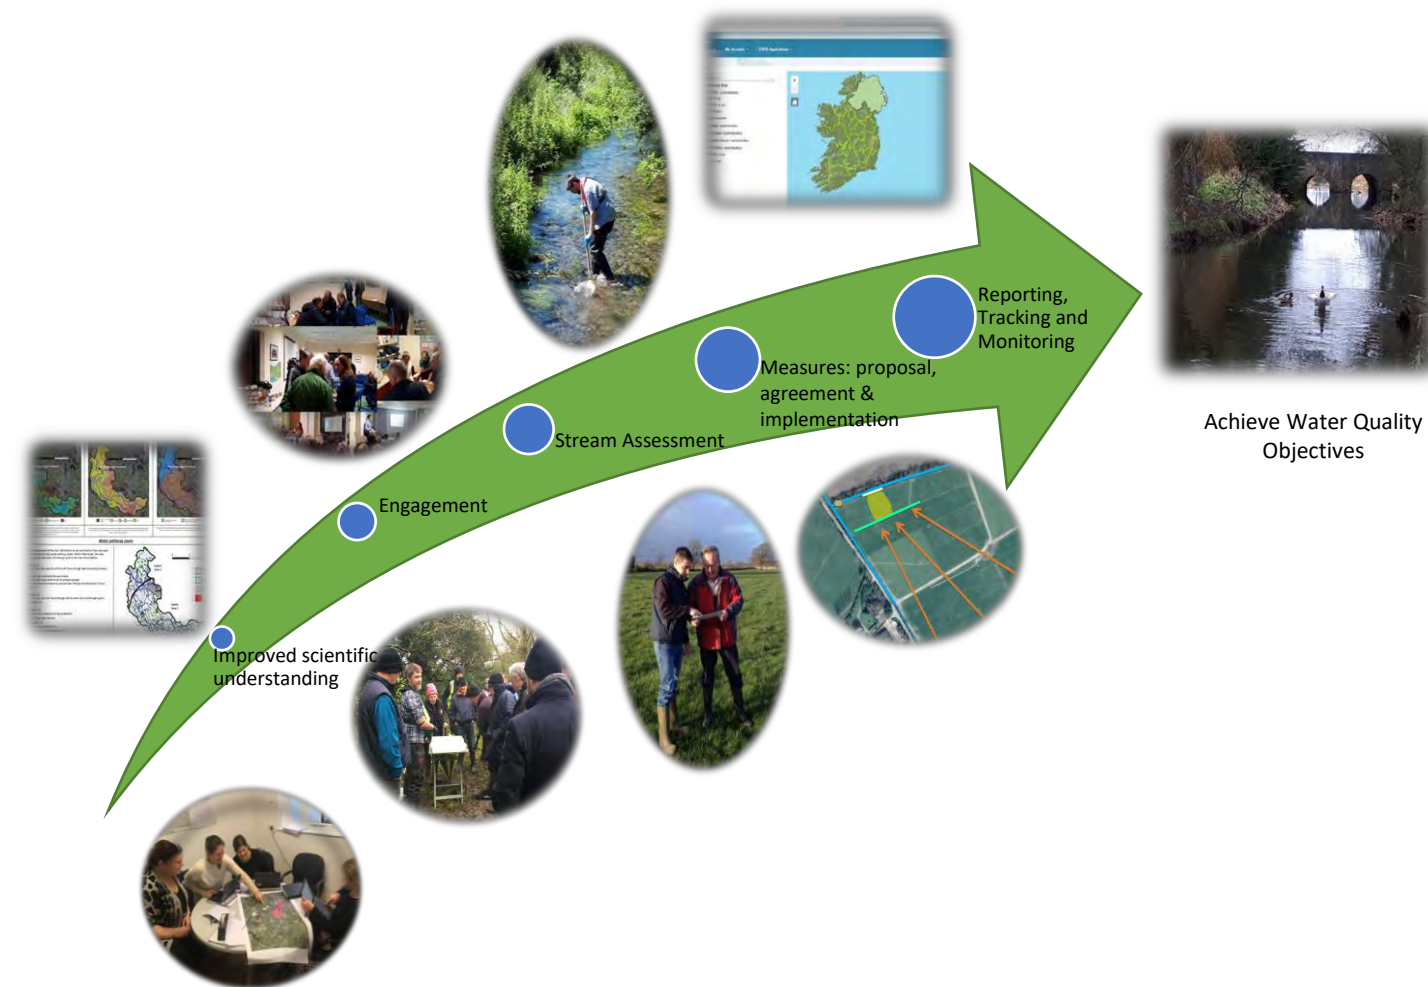 Reporting,
Tracking and
Monitoring
Measures: proposal,
agreement &
implementation
Achieve Water Quality
Objectives
Stream Assessment
Engagement
Improved scientific
understanding